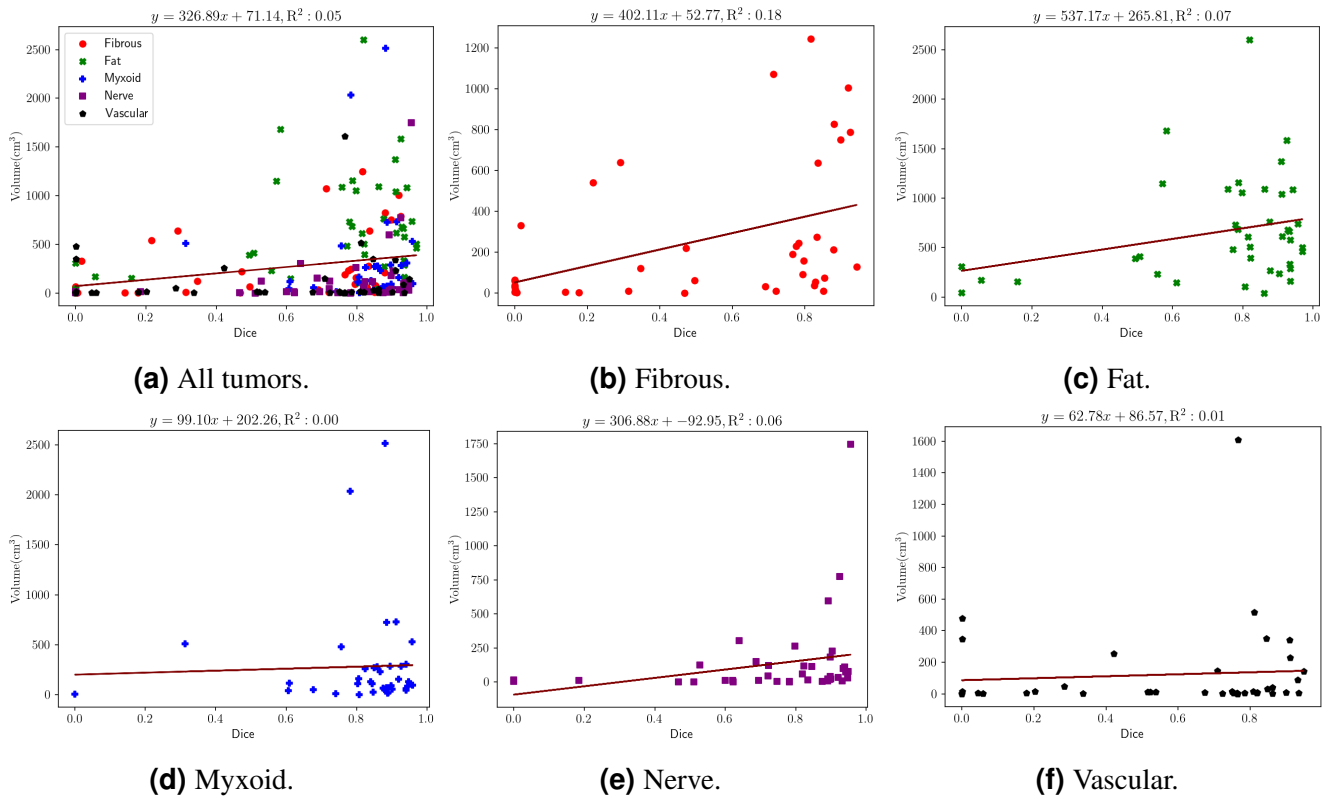 y = 326.89x + 71.14, R² : 0.05
Fibrous
Fat
Myxoid
Nerve
Vascular
2500
2000
1500
1000
500
0
Volume(cm³)
0.0 0.2 0.4 0.6 0.8 1.0
Dice
(a) All tumors.
y = 402.11x + 52.77, R² : 0.18
1200
1000
800
600
400
200
0
Volume(cm³)
0.0 0.2 0.4 0.6 0.8
Dice
(b) Fibrous.
y = 537.17x + 265.81, R² : 0.07
2500
2000
1500
1000
500
0
Volume(cm³)
0.0 0.2 0.4 0.6 0.8 1.0
Dice
(c) Fat.
y = 99.10x + 202.26, R² : 0.00
2500
2000
1500
1000
500
0
Volume(cm³)
0.0 0.2 0.4 0.6 0.8 1.0
Dice
(d) Myxoid.
y = 306.88x + −92.95, R² : 0.06
1750
1500
1250
1000
750
500
250
0
Volume(cm³)
0.0 0.2 0.4 0.6 0.8 1.0
Dice
(e) Nerve.
y = 62.78x + 86.57, R² : 0.01
1600
1400
1200
1000
800
600
400
200
0
Volume(cm³)
0.0 0.2 0.4 0.6 0.8
Dice
(f) Vascular.